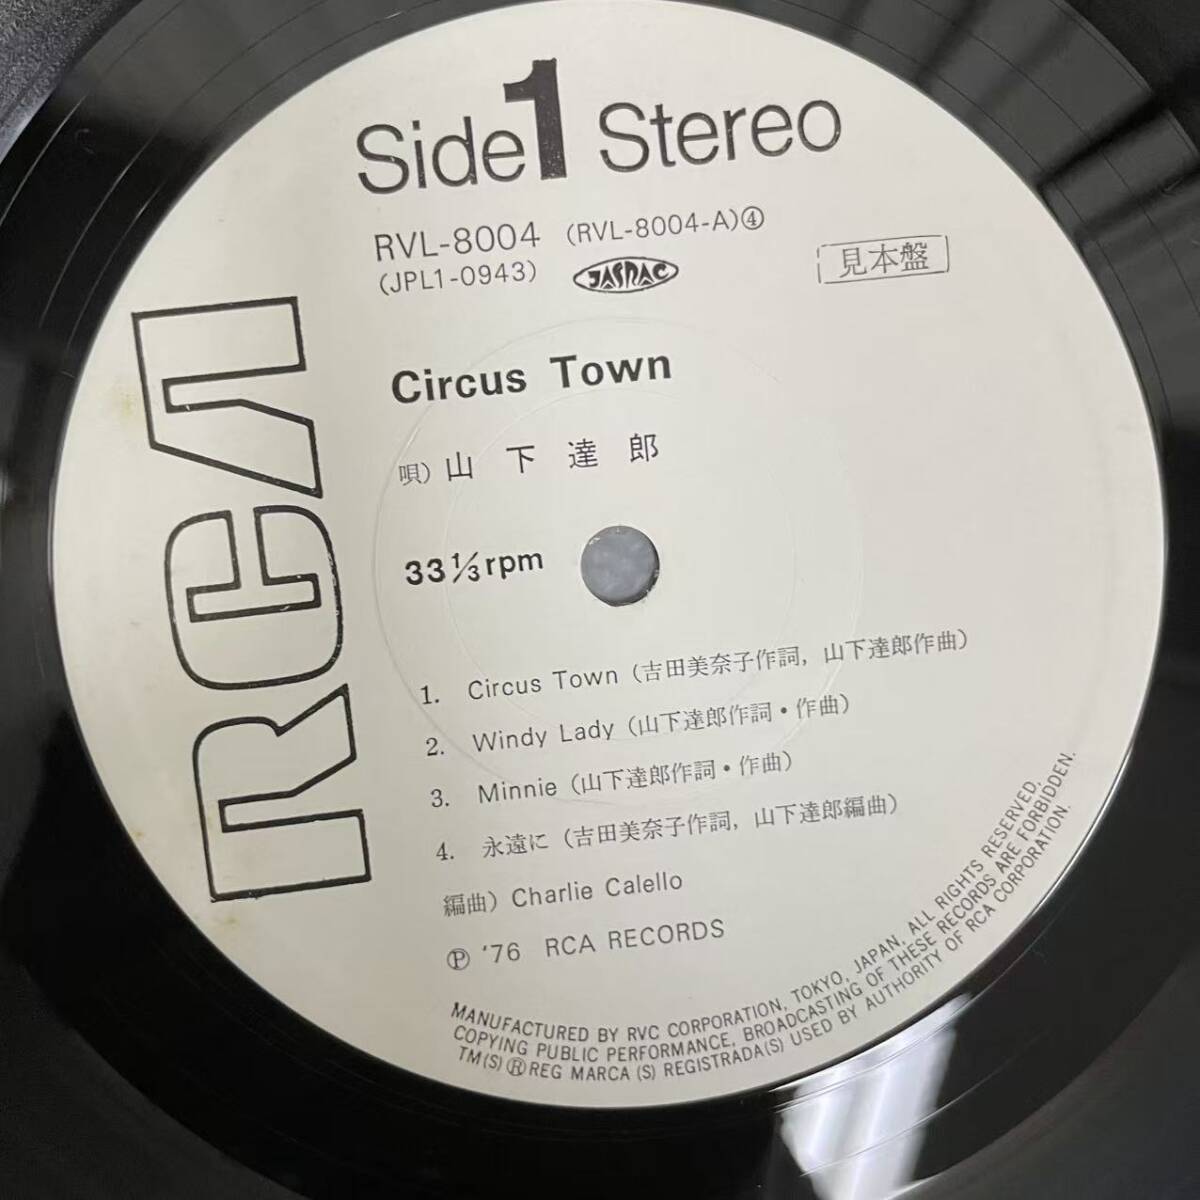 Side 1 Stereo
RVL-8004 (RVL-8004-A)④
(JPL1-0943) JASRAC
見本盤
RCA
Circus Town
唄) 山下達郎
33⅓rpm
1. Circus Town (吉田美奈子作詞, 山下達郎作曲)
2. Windy Lady (山下達郎作詞・作曲)
3. Minnie (山下達郎作詞・作曲)
4. 永遠に (吉田美奈子作詞, 山下達郎編曲)
編曲) Charlie Calello
Ⓟ '76 RCA RECORDS
MANUFACTURED BY RVC CORPORATION, TOKYO, JAPAN, ALL RIGHTS RESERVED,
COPYING PUBLIC PERFORMANCE, BROADCASTING OF THESE RECORDS ARE FORBIDDEN.
TM(S) ® REG MARCA (S) REGISTRADA(S) USED BY AUTHORITY OF RCA CORPORATION.